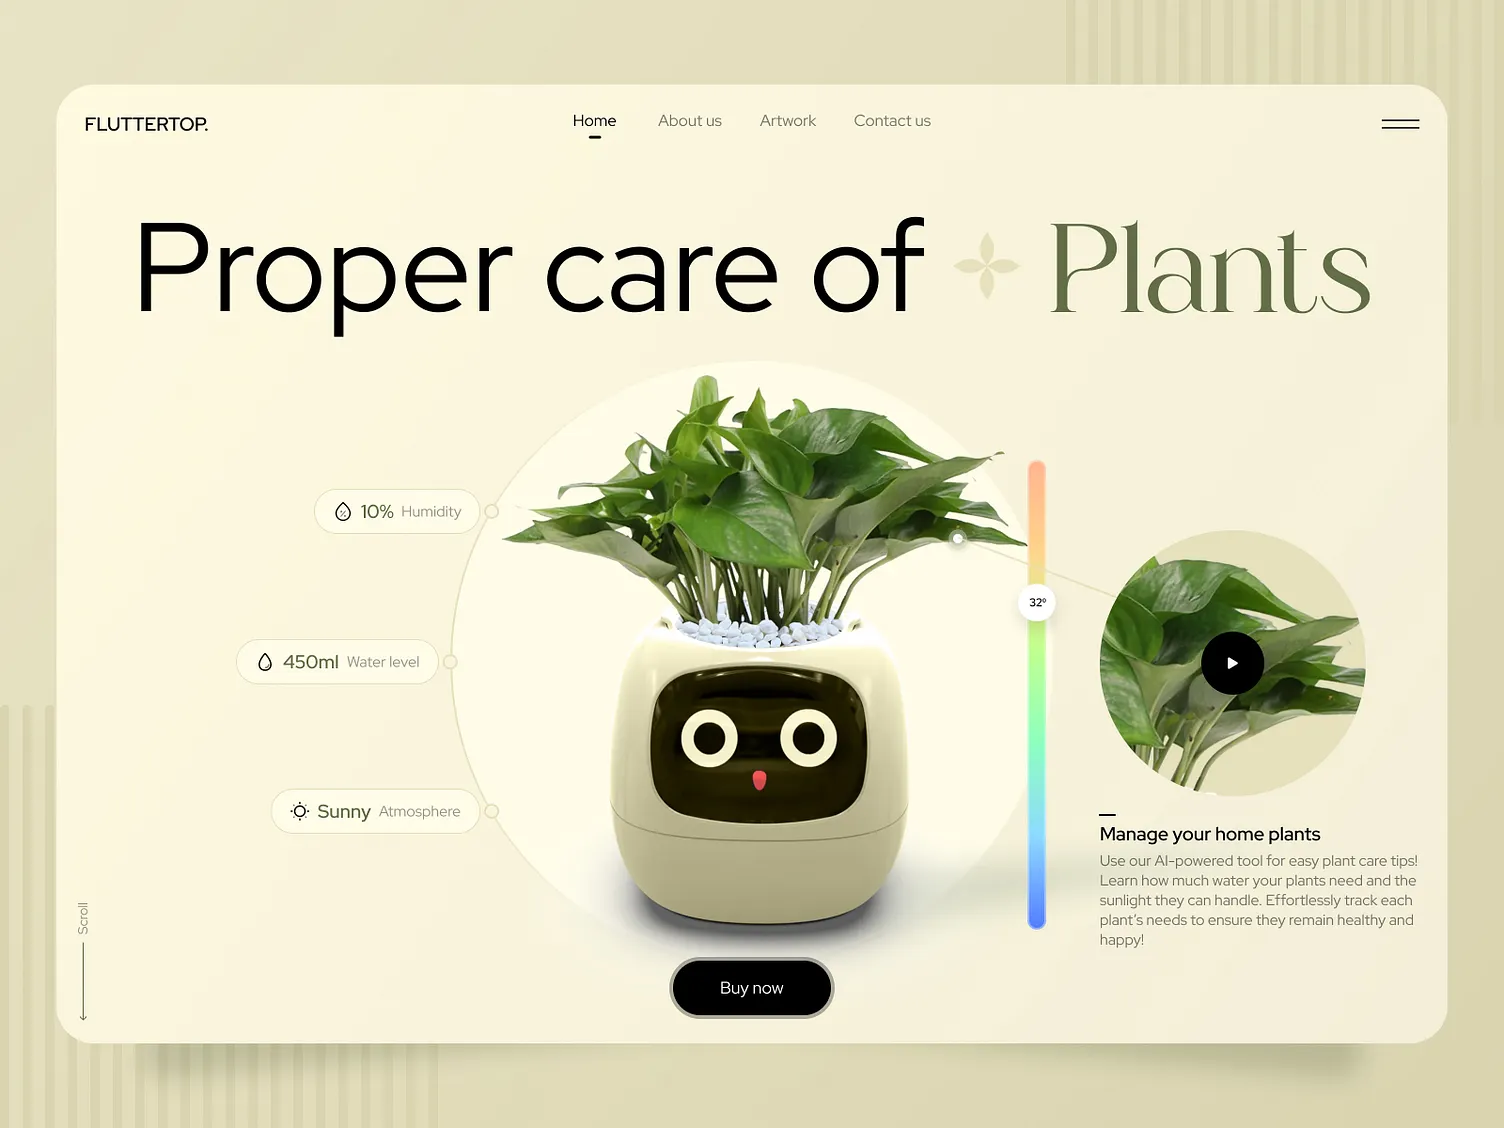 FLUTTERTOP.
Home
About us
Artwork
Contact us
Proper care of Plants
10% Humidity
450ml Water level
Sunny Atmosphere
32°
Manage your home plants
Use our AI-powered tool for easy plant care tips!
Learn how much water your plants need and the
sunlight they can handle. Effortlessly track each
plant's needs to ensure they remain healthy and
happy!
Scroll
Buy now